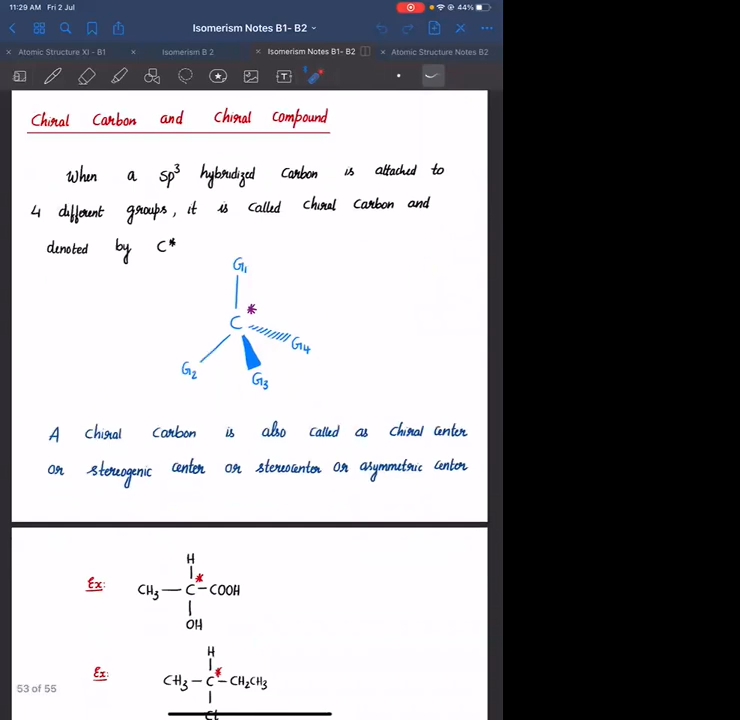 11:29 AM Fri 2 Jul
44%
Isomerism Notes B1- B2
Atomic Structure XI - B1
Isomerism B 2
Isomerism Notes B1- B2
Atomic Structure Notes B2
Chiral Carbon and Chiral Compound
When a sp³ hybridized Carbon is attached to
4 different groups, it is called Chiral Carbon and
denoted by C*
G₁
C *
G₄
G₂
G₃
A Chiral Carbon is also called as chiral center
or stereogenic center or stereocenter or asymmetric center
Ex:
H
CH₃ — C* – COOH
OH
Ex:
H
CH₃ – C* – CH₂CH₃
Cl
53 of 55